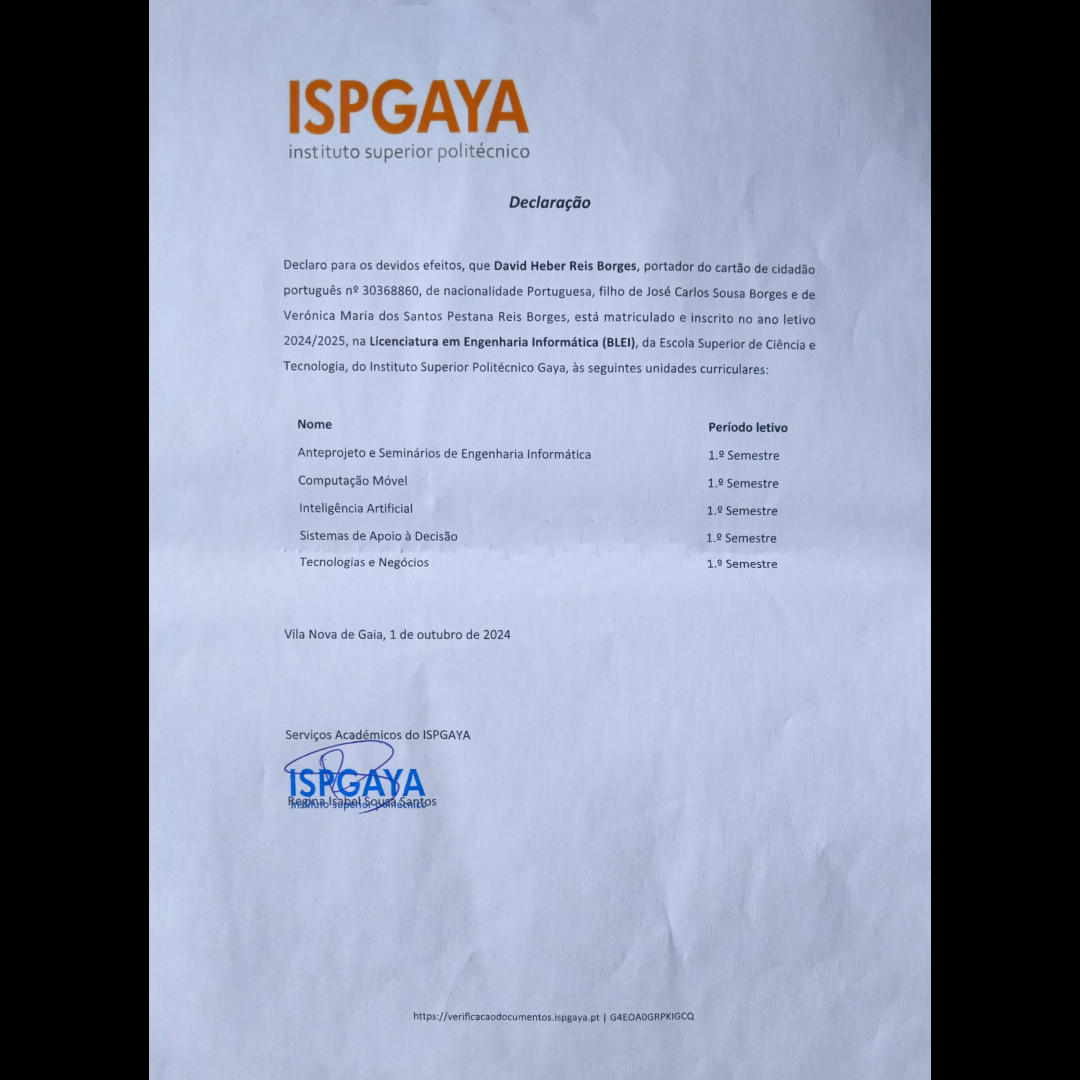 ISPGAYA
instituto superior politécnico
Declaração
Declaro para os devidos efeitos, que David Heber Reis Borges, portador do cartão de cidadão
português nº 30368860, de nacionalidade Portuguesa, filho de José Carlos Sousa Borges e de
Verónica Maria dos Santos Pestana Reis Borges, está matriculado e inscrito no ano letivo
2024/2025, na Licenciatura em Engenharia Informática (BLEI), da Escola Superior de Ciência e
Tecnologia, do Instituto Superior Politécnico Gaya, às seguintes unidades curriculares:
Nome Período letivo
Anteprojeto e Seminários de Engenharia Informática 1.º Semestre
Computação Móvel 1.º Semestre
Inteligência Artificial 1.º Semestre
Sistemas de Apoio à Decisão 1.º Semestre
Tecnologias e Negócios 1.º Semestre
Vila Nova de Gaia, 1 de outubro de 2024
Serviços Académicos do ISPGAYA
ISPGAYA
instituto superior politécnico
Regina Isabel Sousa Santos
https://verificacaodocumentos.ispgaya.pt | G4EOA0GRPKIGCQ